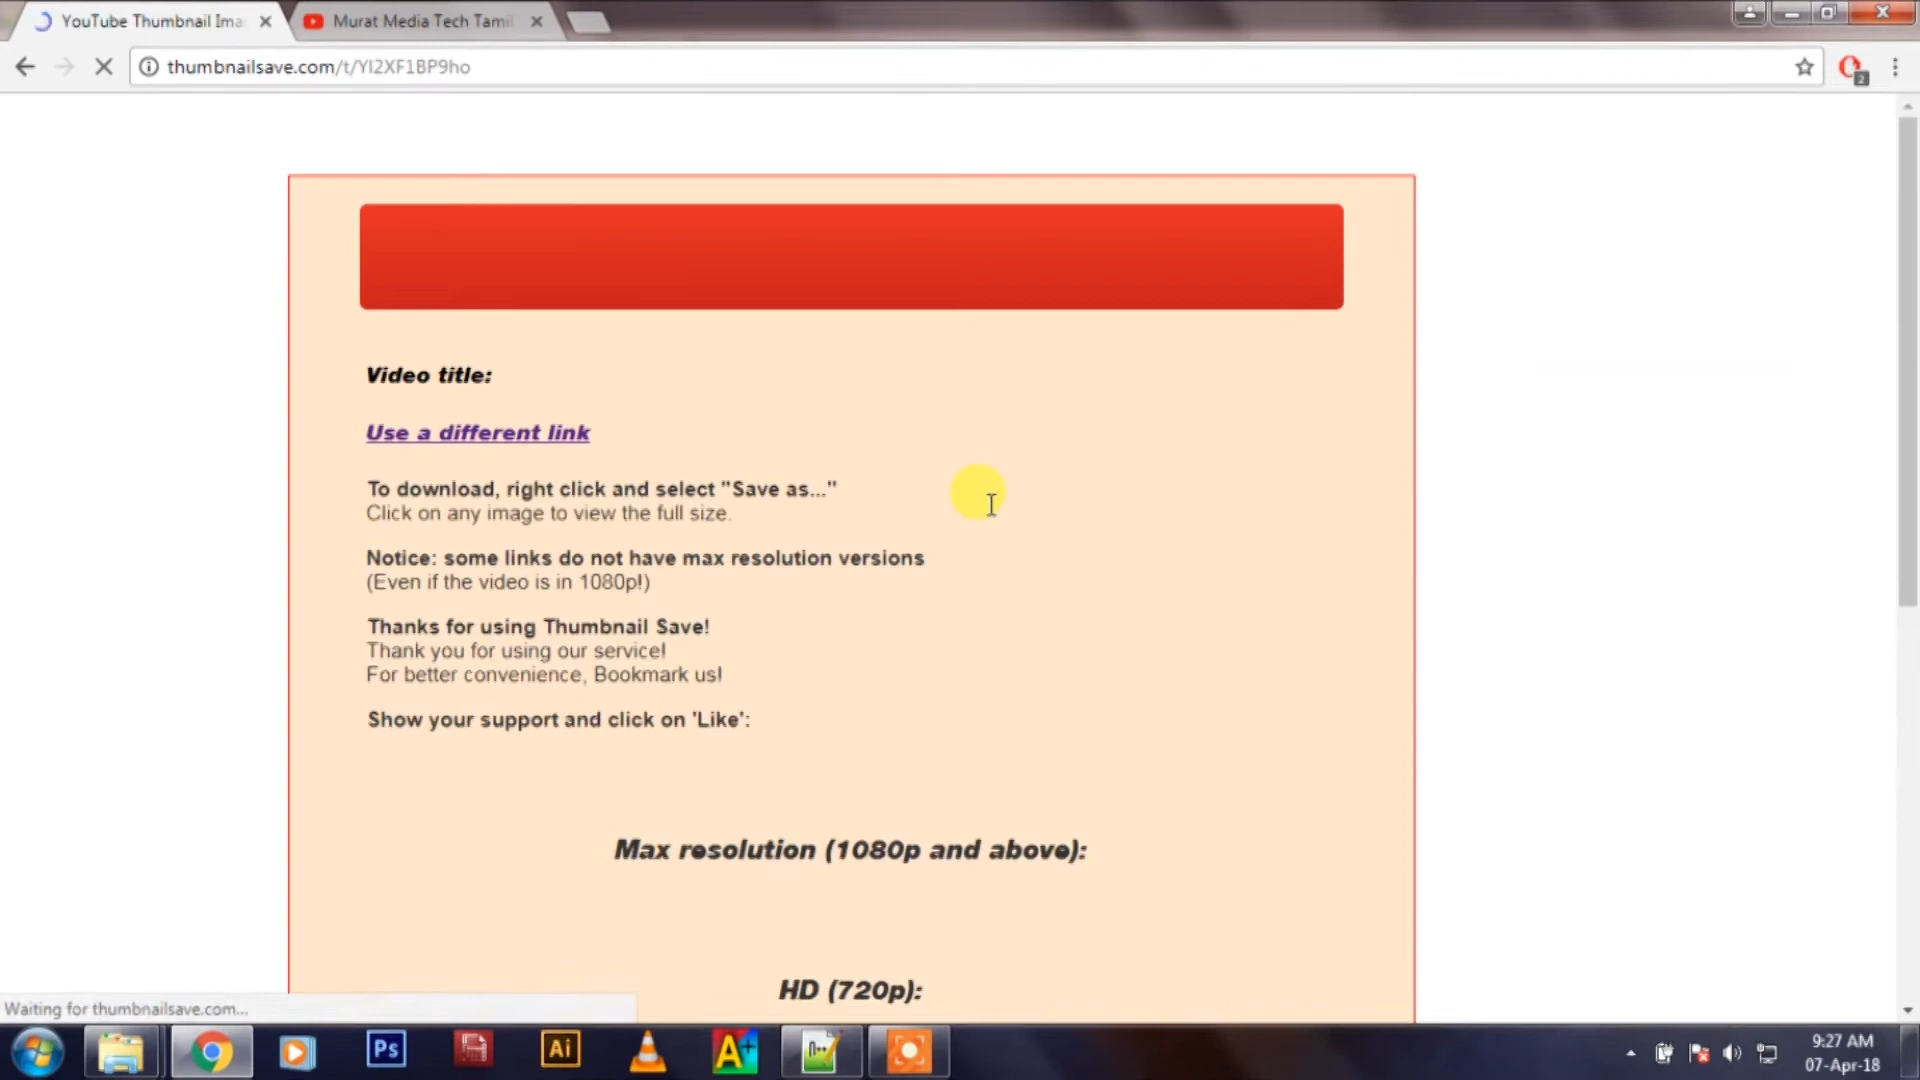 YouTube Thumbnail Ima
Murat Media Tech Tamil
thumbnailsave.com/t/YI2XF1BP9ho
2
Video title:
Use a different link
To download, right click and select "Save as..."
Click on any image to view the full size.
Notice: some links do not have max resolution versions
(Even if the video is in 1080p!)
Thanks for using Thumbnail Save!
Thank you for using our service!
For better convenience, Bookmark us!
Show your support and click on 'Like':
Max resolution (1080p and above):
HD (720p):
Waiting for thumbnailsave.com...
Ps
Ai
A+
n++
9:27 AM
07-Apr-18